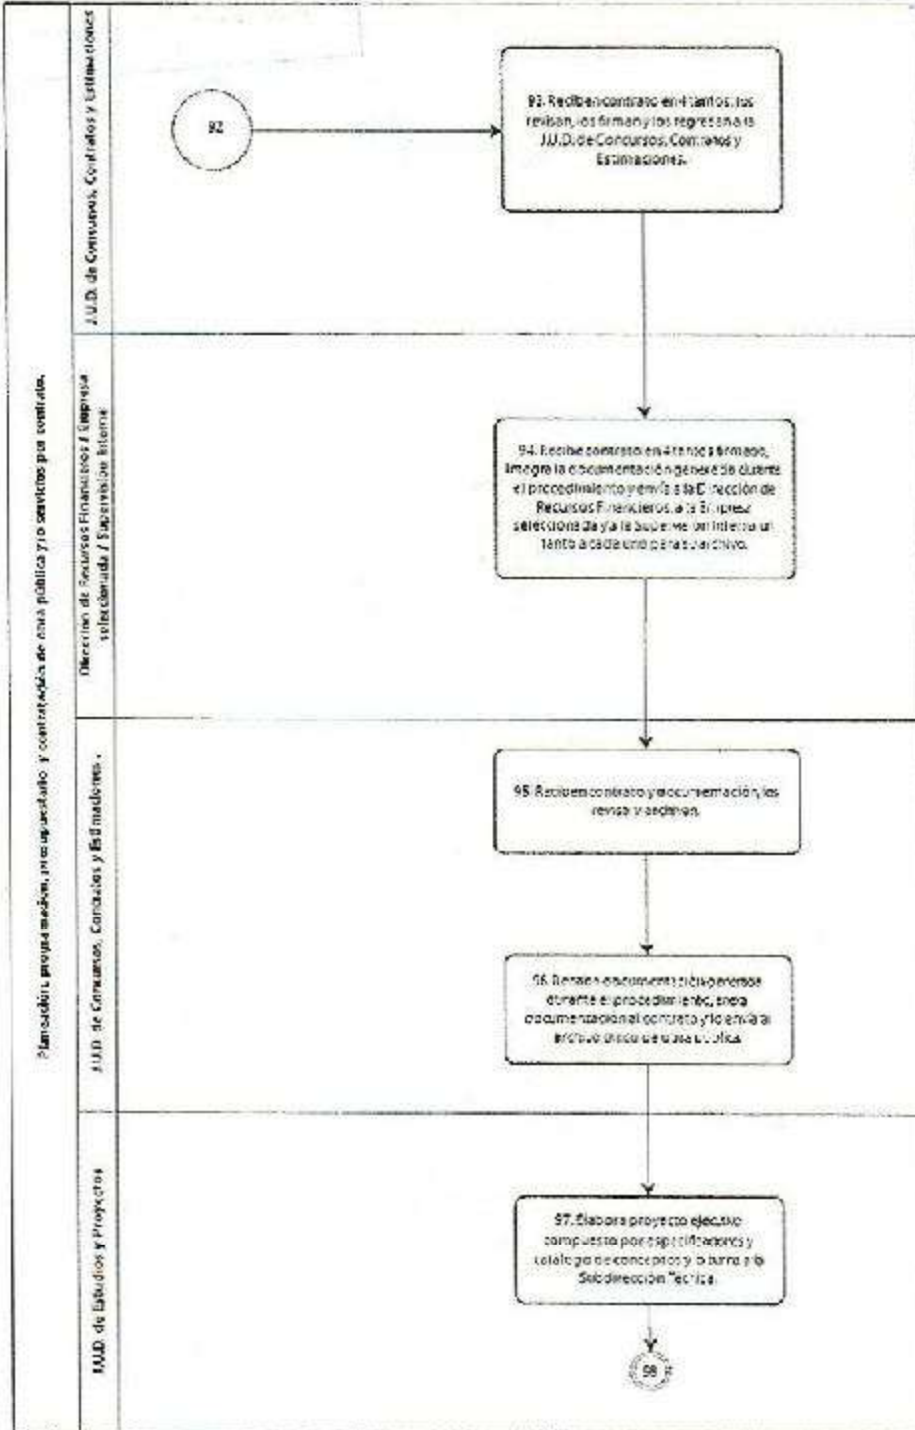 Planeación, programación, presupuestario y contratación de obra pública y/o servicios por contrato.
J.U.D. de Concursos, Contratos y Estimaciones
92
93. Reciben contrato en 4 tantos, los
revisan, los firman y los regresan a la
J.U.D. de Concursos, Contratos y
Estimaciones.
Dirección de Recursos Financieros / Empresa
seleccionada / Supervisión Interna
94. Recibe contrato en 4 tantos firmado,
integra la documentación generada durante
el procedimiento y envía a la Dirección de
Recursos Financieros, a la Empresa
seleccionada y a la Supervisión Interna un
tanto a cada uno para su archivo.
J.U.D. de Concursos, Contratos y Estimaciones.
95. Reciben contrato y documentación, los
revisa y archivan.
96. documentación generada
durante el procedimiento, anexa
documentación al contrato y lo envía al
archivo único de obra pública.
J.U.D. de Estudios y Proyectos
97. Elabora proyecto ejecutivo
compuesto por especificaciones y
catálogo de conceptos y lo turna a la
Subdirección Técnica.
98